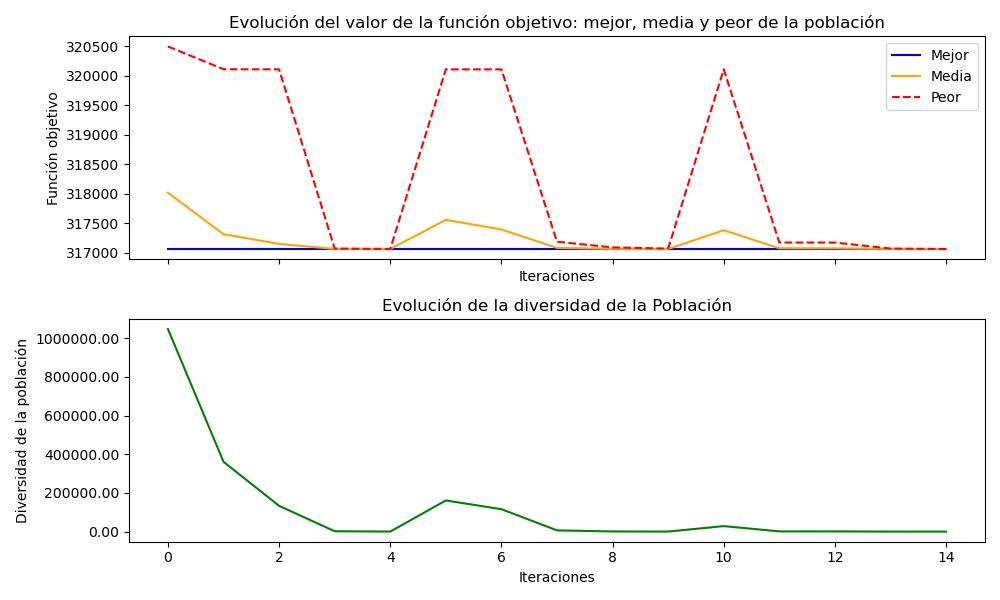 Evolución del valor de la función objetivo: mejor, media y peor de la población
Función objetivo
320500
320000
319500
319000
318500
318000
317500
317000
Mejor
Media
Peor
Iteraciones
Evolución de la diversidad de la Población
Diversidad de la población
1000000.00
800000.00
600000.00
400000.00
200000.00
0.00
0 2 4 6 8 10 12 14
Iteraciones